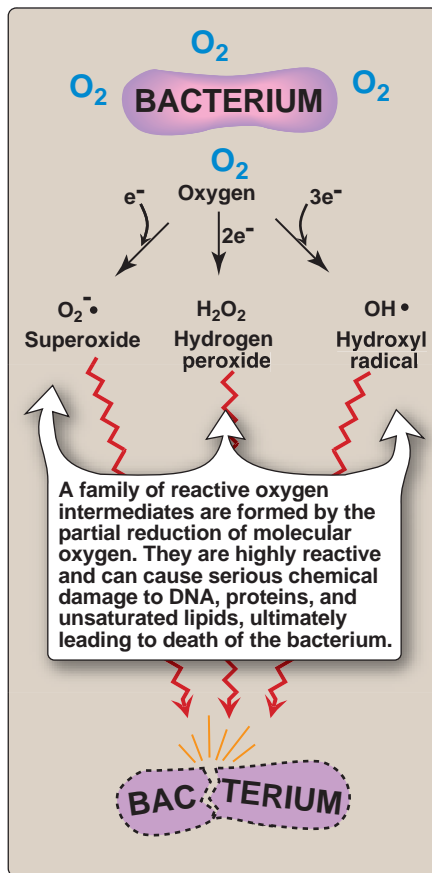 O₂
O₂
O₂
BACTERIUM
O₂
Oxygen
e⁻
2e⁻
3e⁻
O₂⁻•
Superoxide
H₂O₂
Hydrogen
peroxide
OH•
Hydroxyl
radical
A family of reactive oxygen
intermediates are formed by the
partial reduction of molecular
oxygen. They are highly reactive
and can cause serious chemical
damage to DNA, proteins, and
unsaturated lipids, ultimately
leading to death of the bacterium.
BAC TERIUM